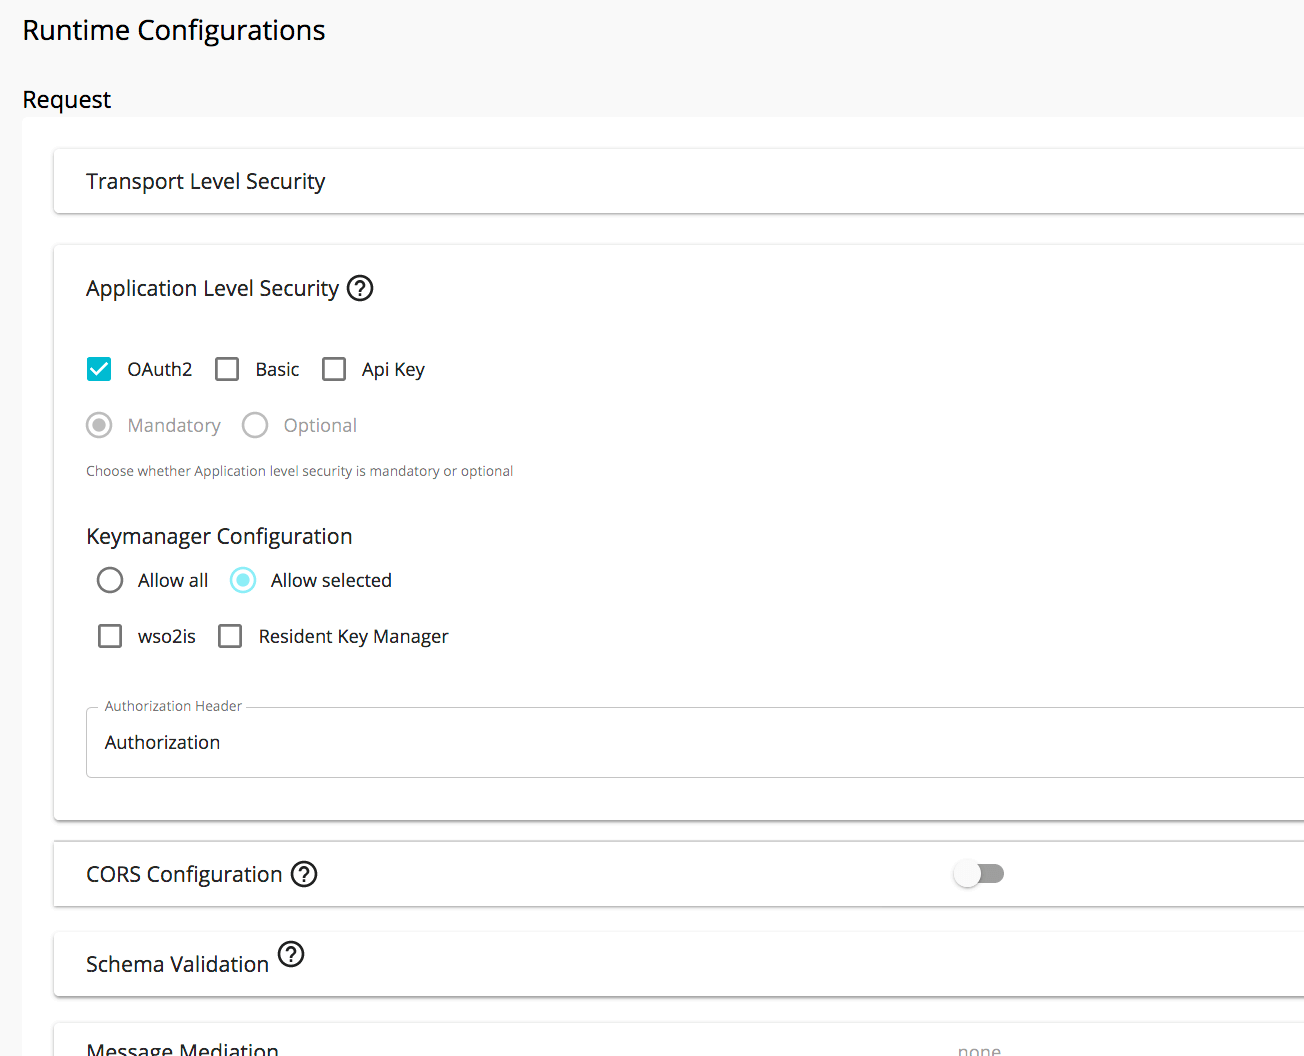 Runtime Configurations
Request
Transport Level Security
Application Level Security ?
OAuth2 Basic Api Key
Mandatory Optional
Choose whether Application level security is mandatory or optional
Keymanager Configuration
Allow all Allow selected
wso2is Resident Key Manager
Authorization Header
Authorization
CORS Configuration ?
Schema Validation ?
Message Mediation none